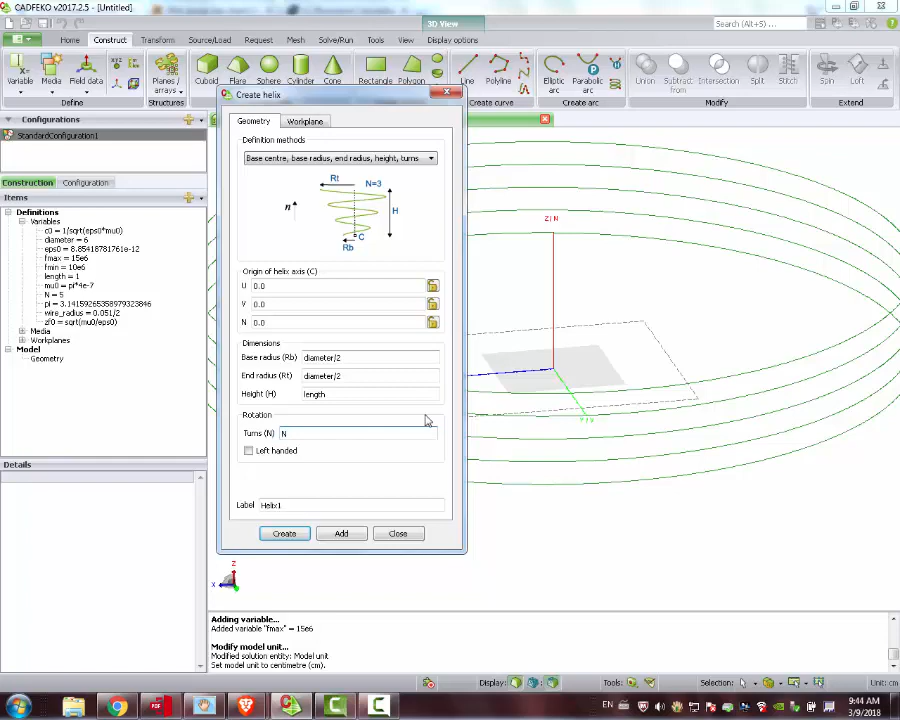 CADFEKO v2017.2.5 - [Untitled]
3D View
Search (Alt+S) . . .
Home
Construct
Transform
Source/Load
Request
Mesh
Solve/Run
Tools
View
Display options
Variable
Media
Field data
Planes / arrays
Cuboid
Flare
Sphere
Cylinder
Cone
Rectangle
Polygon
Line
Polyline
Elliptic arc
Parabolic arc
Union
Subtract from
Intersection
Split
Stitch
Spin
Loft
Define
Structures
Create curve
Create arc
Modify
Extend
Configurations
StandardConfiguration1
Construction
Configuration
Items
Definitions
Variables
c0 = 1/sqrt(eps0*mu0)
diameter = 6
eps0 = 8.85418781761e-12
fmax = 15e6
fmin = 10e6
length = 1
mu0 = pi*4e-7
N = 5
pi = 3.14159265358979323846
wire_radius = 0.051/2
zf0 = sqrt(mu0/eps0)
Media
Workplanes
Model
Geometry
Details
Create helix
Geometry
Workplane
Definition methods
Base centre, base radius, end radius, height, turns
Rt
N=3
n
H
C
Rb
Origin of helix axis (C)
U 0.0
V 0.0
N 0.0
Dimensions
Base radius (Rb) diameter/2
End radius (Rt) diameter/2
Height (H) length
Rotation
Turns (N) N
Left handed
Label Helix1
Create
Add
Close
Z|N
Y|V
Z
X
Adding variable...
Added variable "fmax" = 15e6
Modify model unit...
Modified solution entity: Model unit
Set model unit to centimetre (cm).
Display:
Tools:
Selection:
Unit: cm
PDF
EN
9:44 AM
3/9/2018